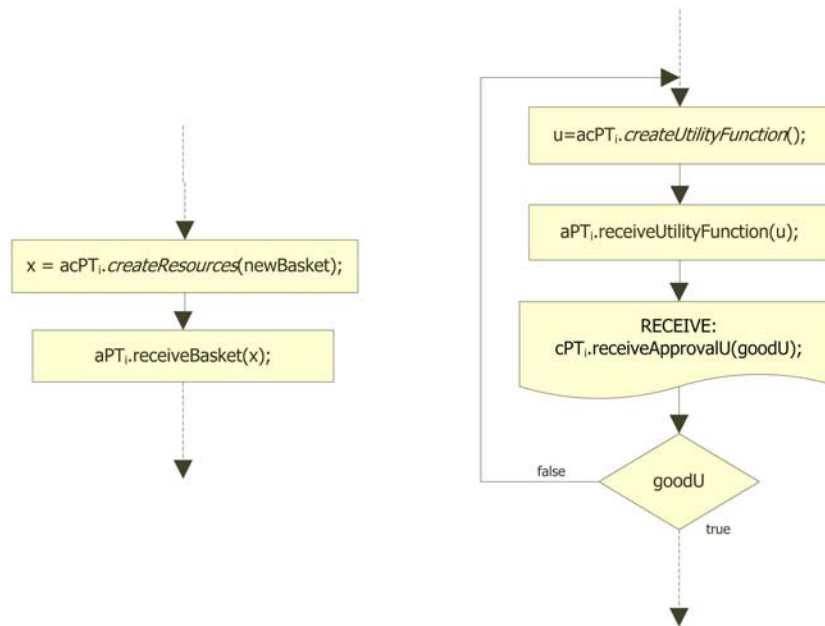 x = acPTi.createResources(newBasket);
aPTi.receiveBasket(x);
u=acPTi.createUtilityFunction();
aPTi.receiveUtilityFunction(u);
RECEIVE:
cPTi.receiveApprovalU(goodU);
goodU
false
true